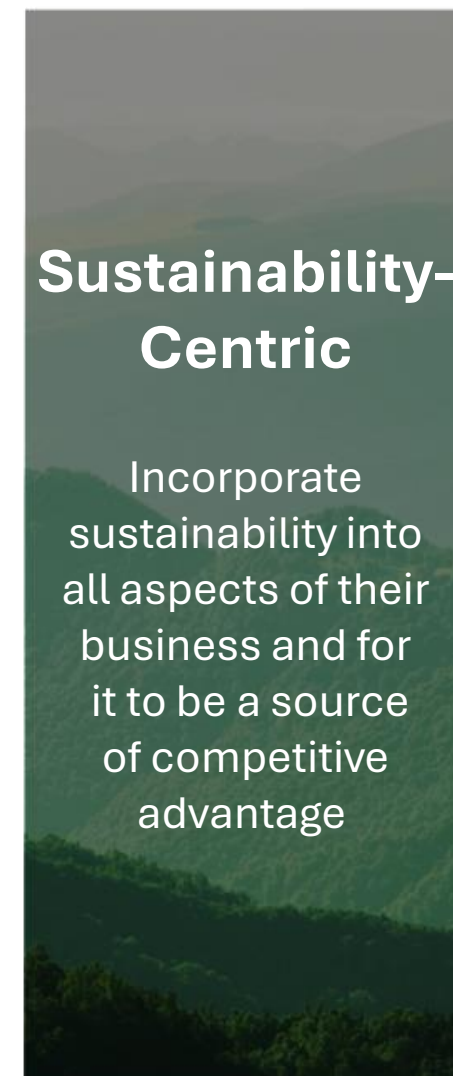 Sustainability-
Centric
Incorporate
sustainability into
all aspects of their
business and for
it to be a source
of competitive
advantage